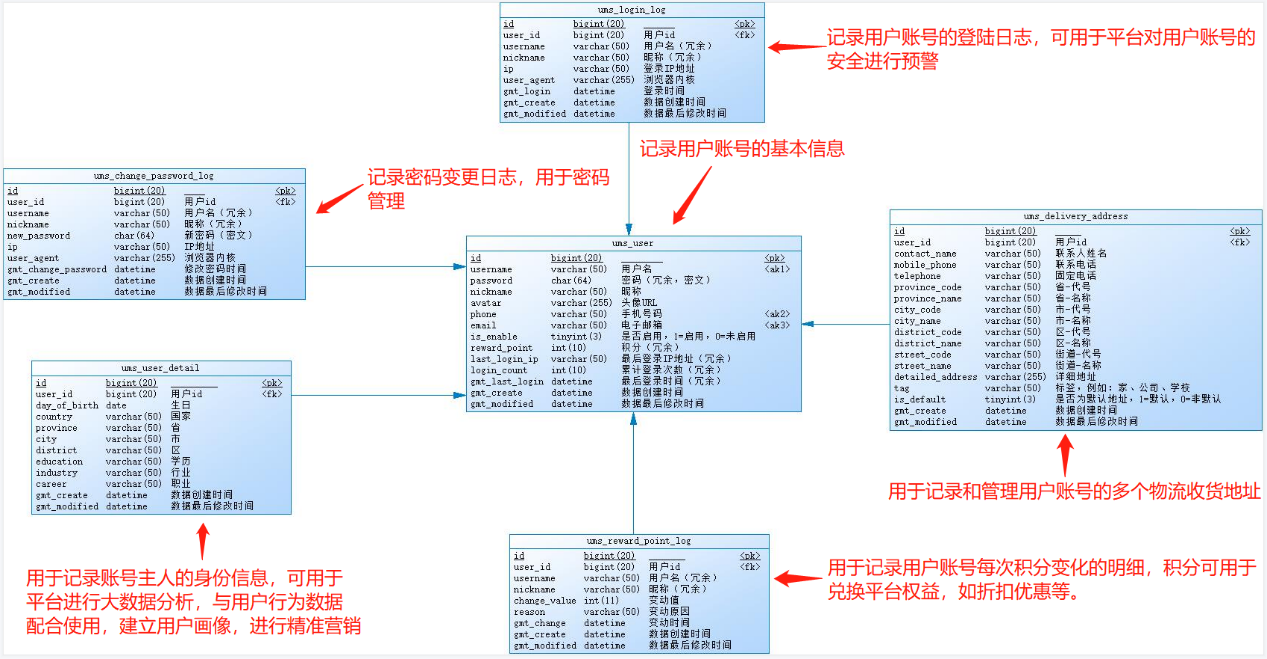 ums_login_log
id bigint(20) <pk>
user_id bigint(20) 用户id <fk>
username varchar(50) 用户名（冗余）
nickname varchar(50) 昵称（冗余）
ip varchar(50) 登录IP地址
user_agent varchar(255) 浏览器内核
gmt_login datetime 登录时间
gmt_create datetime 数据创建时间
gmt_modified datetime 数据最后修改时间
记录用户账号的登陆日志，可用于平台对用户账号的
安全进行预警
记录用户账号的基本信息
ums_change_password_log
id bigint(20) <pk>
user_id bigint(20) 用户id <fk>
username varchar(50) 用户名（冗余）
nickname varchar(50) 昵称（冗余）
new_password char(64) 新密码（密文）
ip varchar(50) IP地址
user_agent varchar(255) 浏览器内核
gmt_change_password datetime 修改密码时间
gmt_create datetime 数据创建时间
gmt_modified datetime 数据最后修改时间
记录密码变更日志，用于密码
管理
ums_user
id bigint(20) <pk>
username varchar(50) 用户名 <ak1>
password char(64) 密码（冗余，密文）
nickname varchar(50) 昵称
avatar varchar(255) 头像URL
phone varchar(50) 手机号码 <ak2>
email varchar(50) 电子邮箱 <ak3>
is_enable tinyint(3) 是否启用，1=启用，0=未启用
reward_point int(10) 积分（冗余）
last_login_ip varchar(50) 最后登录IP地址（冗余）
login_count int(10) 累计登录次数（冗余）
gmt_last_login datetime 最后登录时间（冗余）
gmt_create datetime 数据创建时间
gmt_modified datetime 数据最后修改时间
ums_delivery_address
id bigint(20) <pk>
user_id bigint(20) 用户id <fk>
contact_name varchar(50) 联系人姓名
mobile_phone varchar(50) 联系电话
telephone varchar(50) 固定电话
province_code varchar(50) 省-代号
province_name varchar(50) 省-名称
city_code varchar(50) 市-代号
city_name varchar(50) 市-名称
district_code varchar(50) 区-代号
district_name varchar(50) 区-名称
street_code varchar(50) 街道-代号
street_name varchar(50) 街道-名称
detailed_address varchar(255) 详细地址
tag varchar(50) 标签，例如：家、公司、学校
is_default tinyint(3) 是否为默认地址，1=默认，0=非默认
gmt_create datetime 数据创建时间
gmt_modified datetime 数据最后修改时间
用于记录和管理用户账号的多个物流收货地址
ums_user_detail
id bigint(20) <pk>
user_id bigint(20) 用户id <fk>
day_of_birth date 生日
country varchar(50) 国家
province varchar(50) 省
city varchar(50) 市
district varchar(50) 区
education varchar(50) 学历
industry varchar(50) 行业
career varchar(50) 职业
gmt_create datetime 数据创建时间
gmt_modified datetime 数据最后修改时间
用于记录账号主人的身份信息，可用于
平台进行大数据分析，与用户行为数据
配合使用，建立用户画像，进行精准营销
ums_reward_point_log
id bigint(20) <pk>
user_id bigint(20) 用户id <fk>
username varchar(50) 用户名（冗余）
nickname varchar(50) 昵称（冗余）
change_value int(11) 变动值
reason varchar(50) 变动原因
gmt_change datetime 变动时间
gmt_create datetime 数据创建时间
gmt_modified datetime 数据最后修改时间
用于记录用户账号每次积分变化的明细，积分可用于
兑换平台权益，如折扣优惠等。